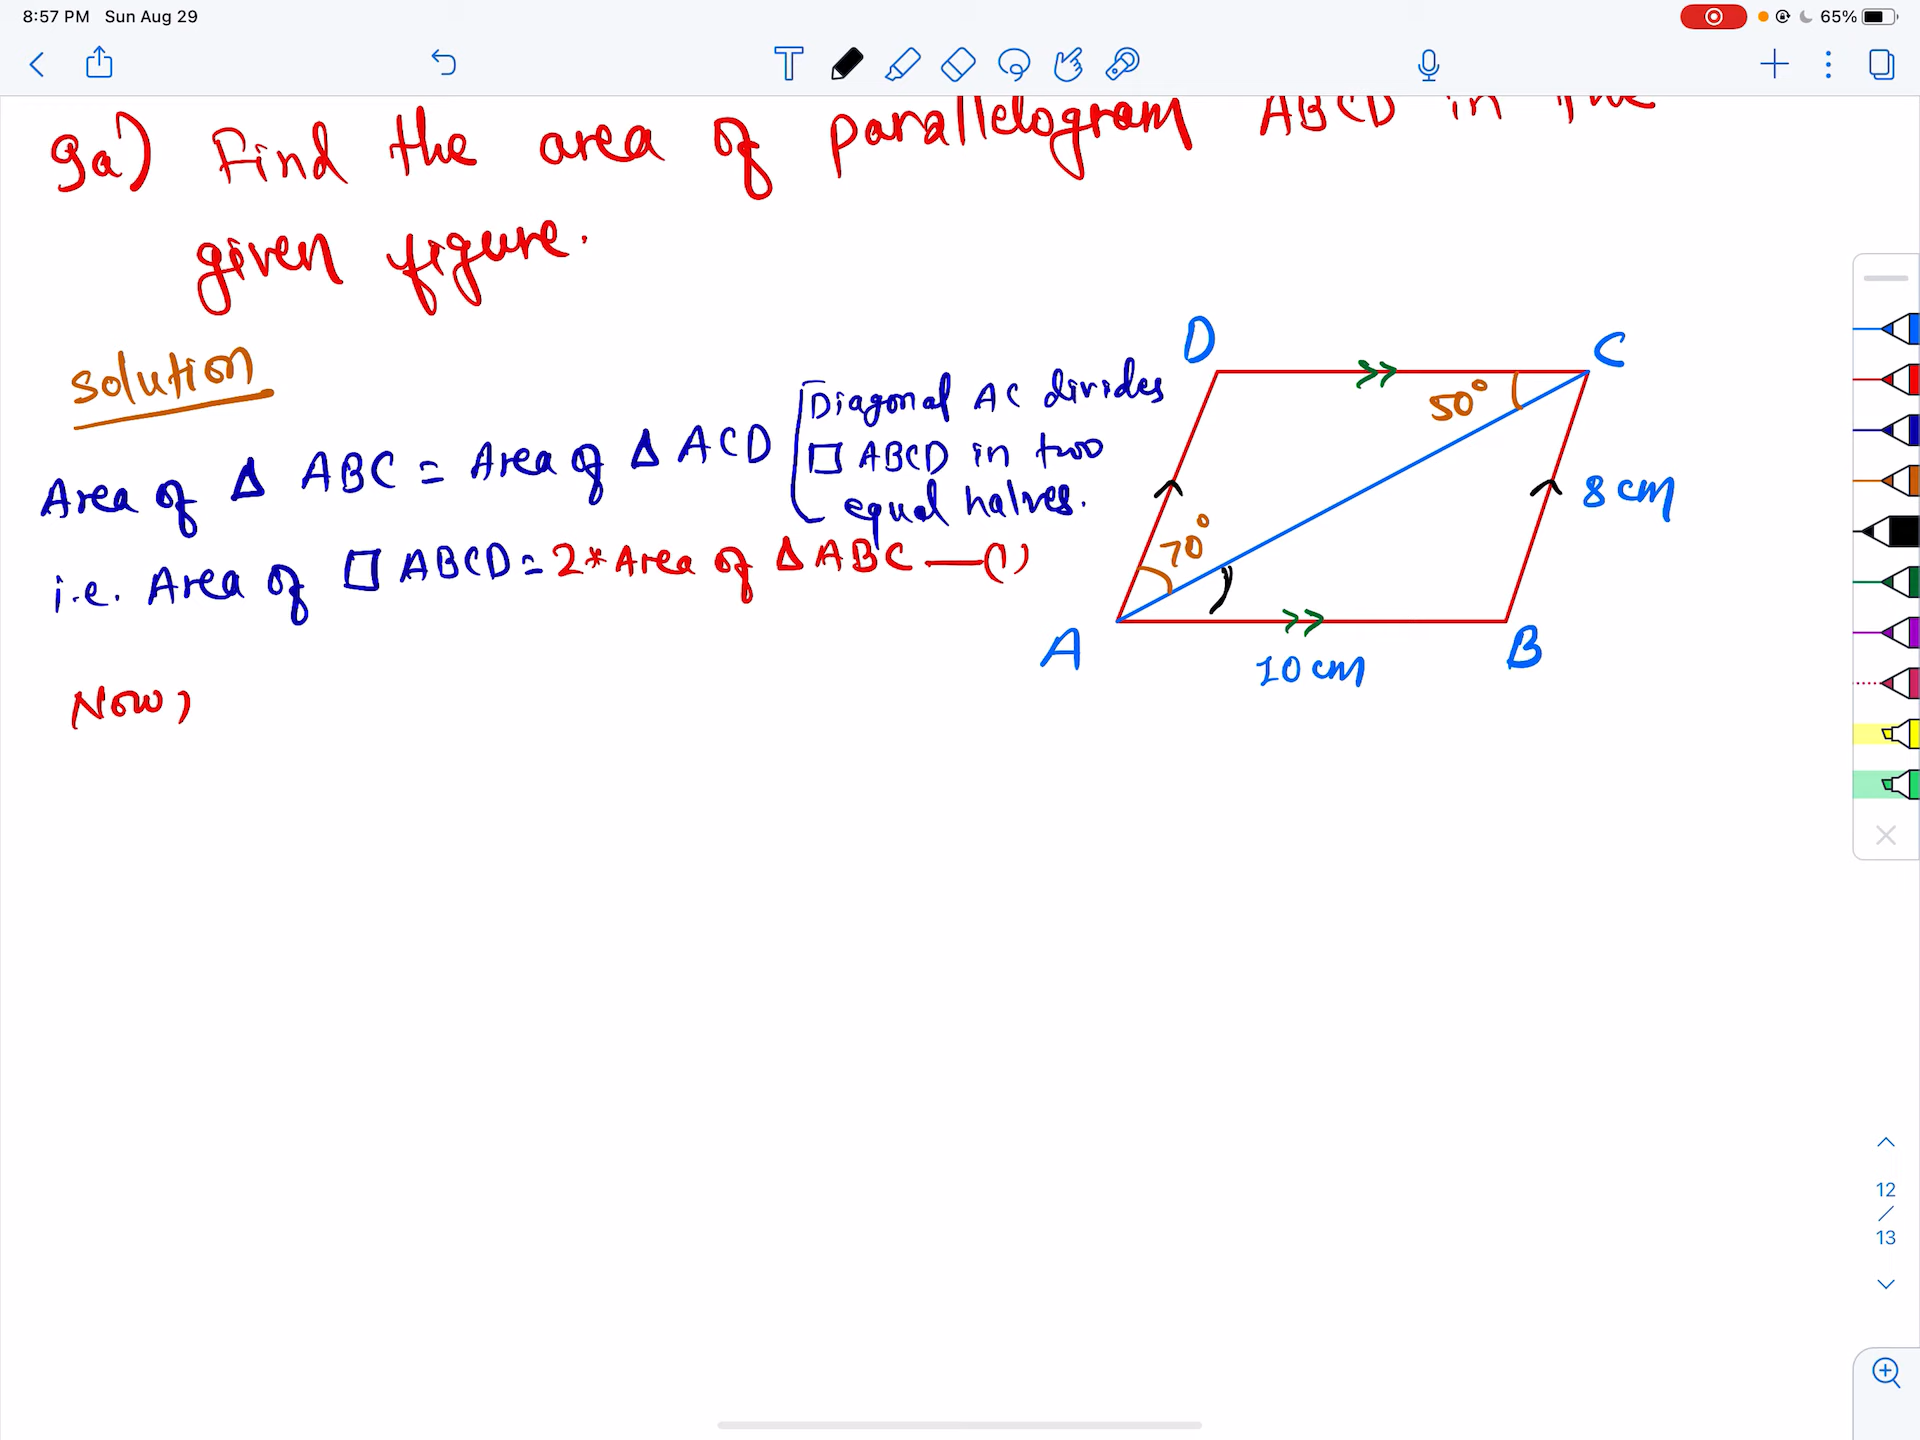 8:57 PM Sun Aug 29
65%
9a) Find the area of parallelogram ABCD in the
given figure.
Solution
Area of Δ ABC = Area of Δ ACD
[Diagonal AC divides
▱ ABCD in two
equal halves.
i.e. Area of ▱ ABCD = 2*Area of Δ ABC —(1)
Now,
D
C
50°
8 cm
70°
A
B
10 cm
12
/
13